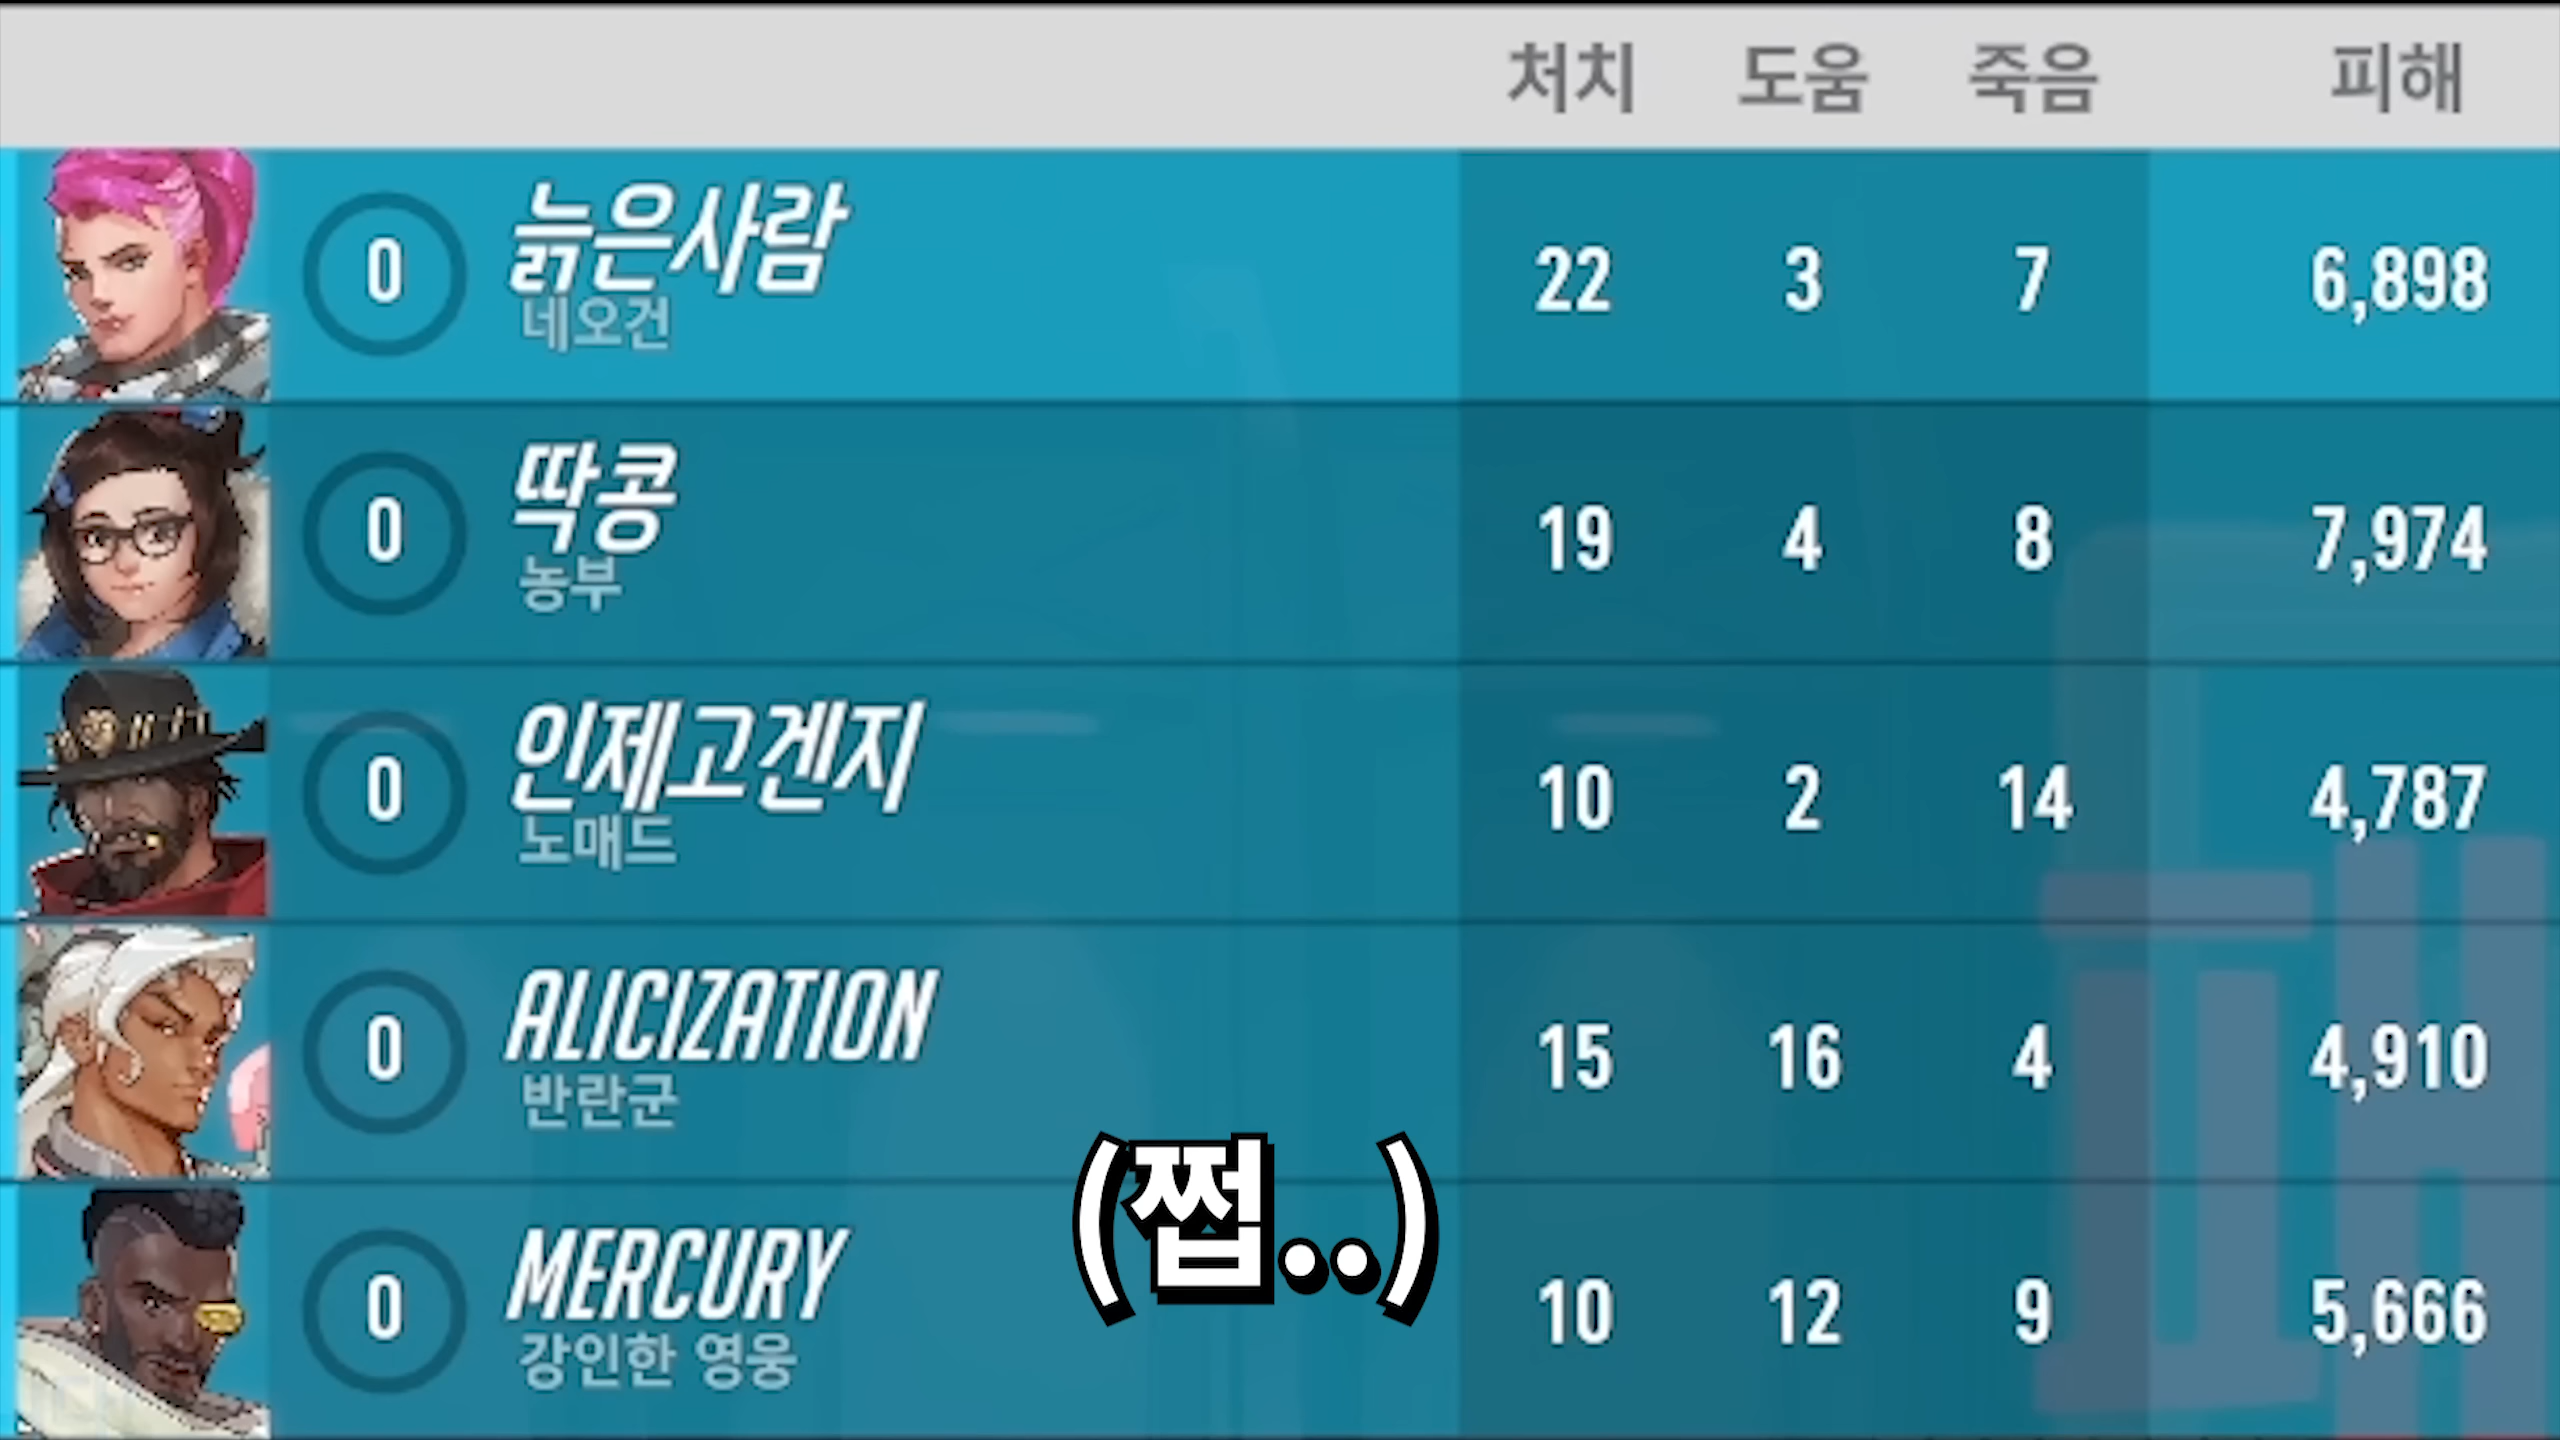 처치 도움 죽음 피해
0 늙은사람 22 3 7 6,898
네오건
0 딱콩 19 4 8 7,974
농부
0 인제고겐지 10 2 14 4,787
노매드
0 ALICIZATION 15 16 4 4,910
반란군
(쩝..)
0 MERCURY 10 12 9 5,666
강인한 영웅